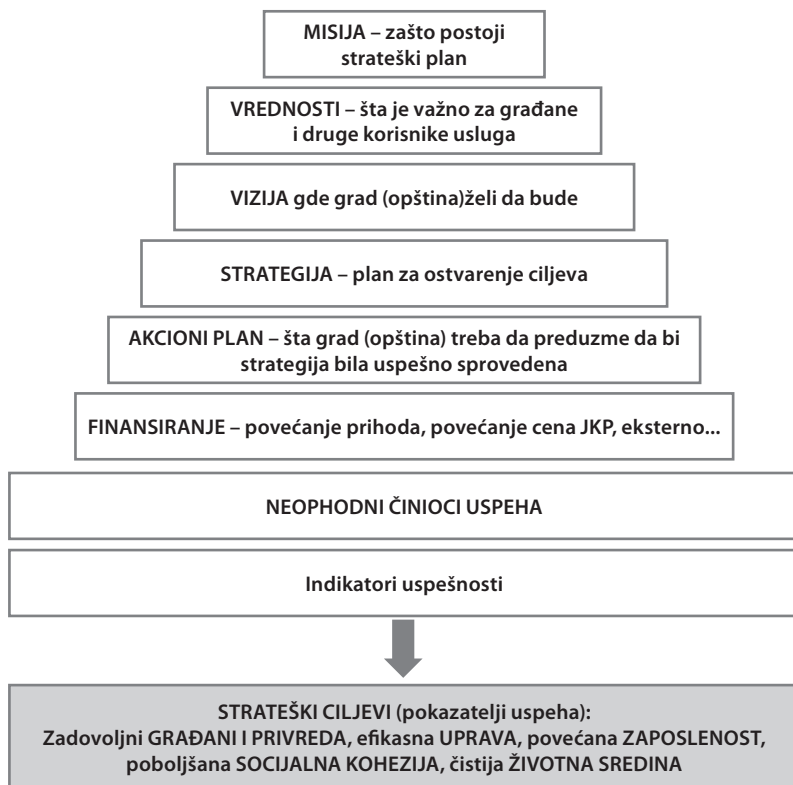 MISIJA – zašto postoji
strateški plan
VREDNOSTI – šta je važno za građane
i druge korisnike usluga
VIZIJA gde grad (opština)želi da bude
STRATEGIJA – plan za ostvarenje ciljeva
AKCIONI PLAN – šta grad (opština) treba da preduzme da bi
strategija bila uspešno sprovedena
FINANSIRANJE – povećanje prihoda, povećanje cena JKP, eksterno...
NEOPHODNI ČINIOCI USPEHA
Indikatori uspešnosti
STRATEŠKI CILJEVI (pokazatelji uspeha):
Zadovoljni GRAĐANI I PRIVREDA, efikasna UPRAVA, povećana ZAPOSLENOST,
poboljšana SOCIJALNA KOHEZIJA, čistija ŽIVOTNA SREDINA